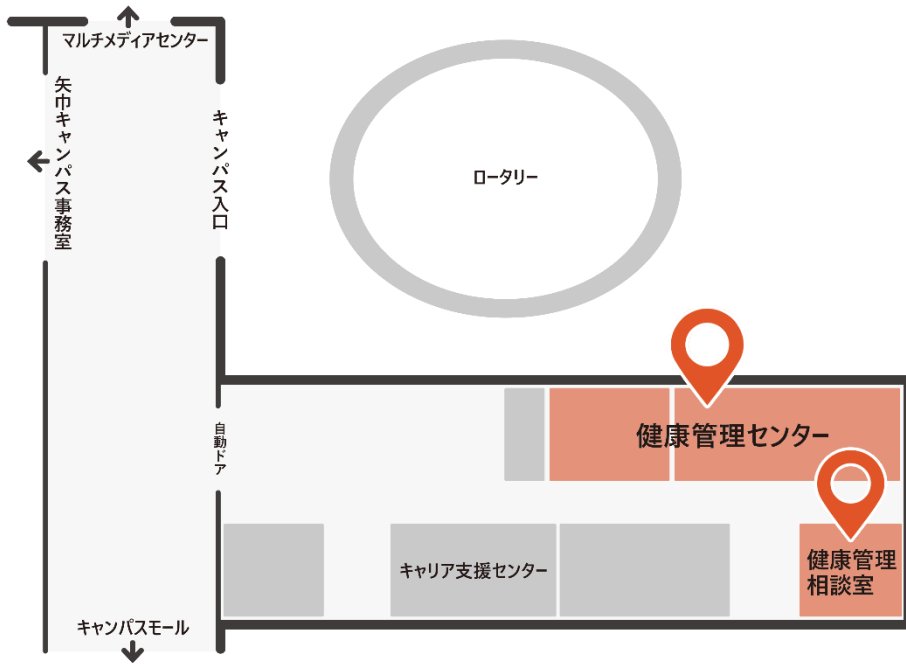 マルチメディアセンター
矢巾キャンパス事務室
キャンパス入口
ロータリー
自動ドア
健康管理センター
キャリア支援センター
健康管理
相談室
キャンパスモール